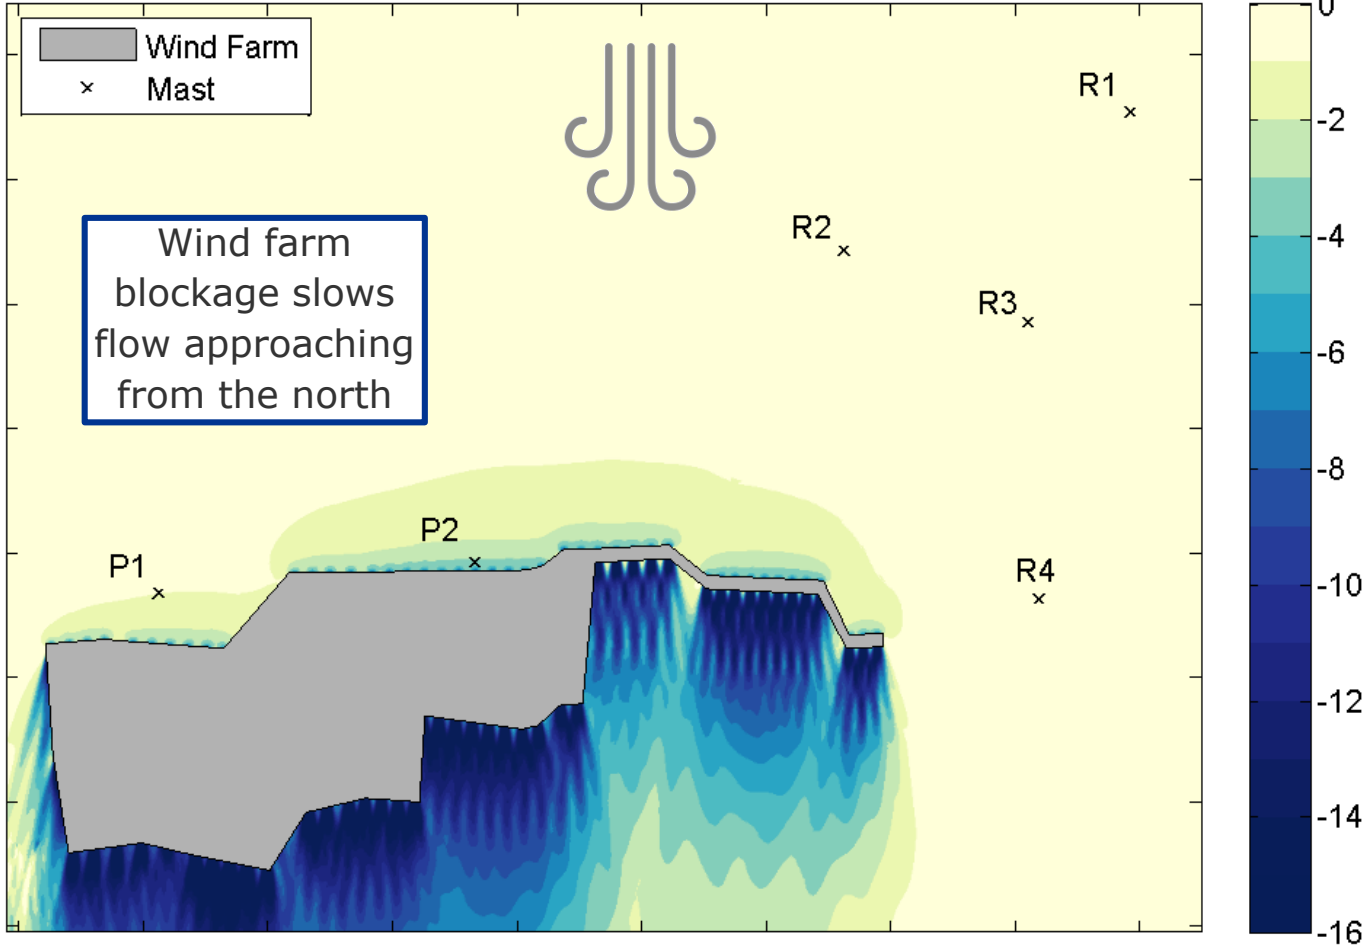 Wind Farm
Mast
Wind farm
blockage slows
flow approaching
from the north
R1
R2
R3
R4
P2
P1
0
-2
-4
-6
-8
-10
-12
-14
-16